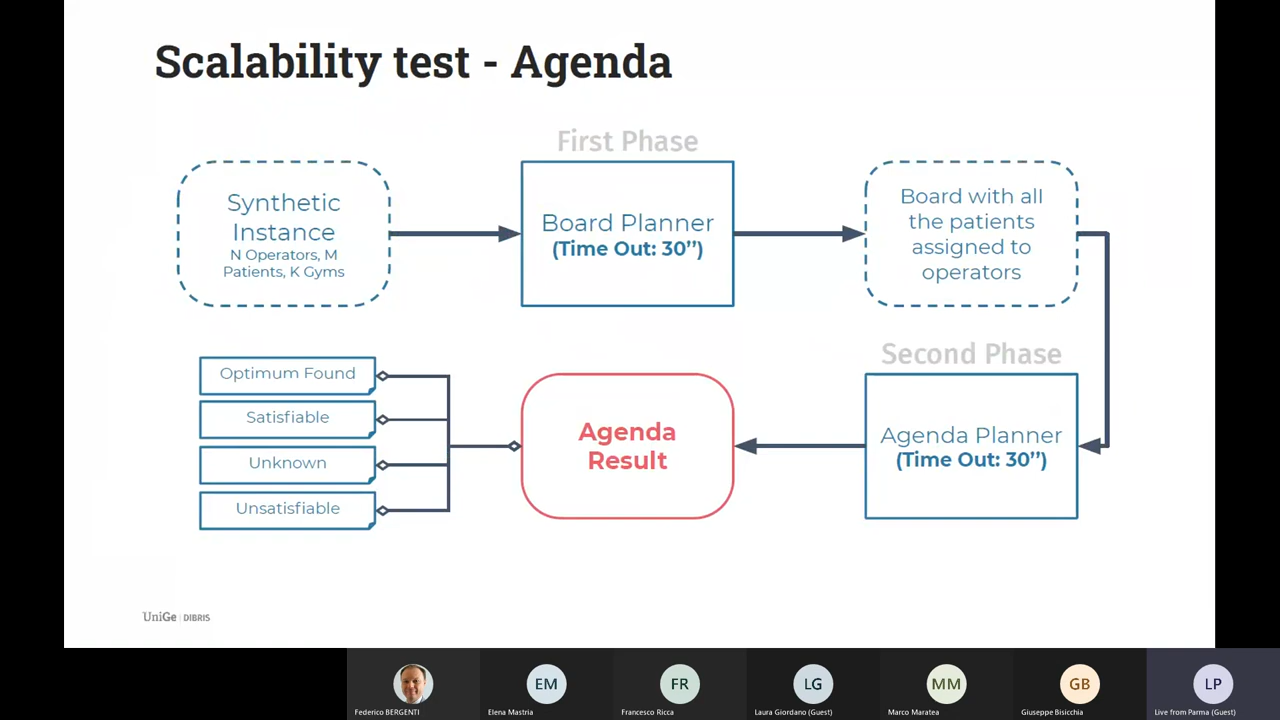 Scalability test - Agenda
First Phase
Synthetic
Instance
N Operators, M
Patients, K Gyms
Board Planner
(Time Out: 30’’)
Board with all
the patients
assigned to
operators
Second Phase
Agenda Planner
(Time Out: 30’’)
Agenda
Result
Optimum Found
Satisfiable
Unknown
Unsatisfiable
UniGe | DIBRIS
EM
FR
LG
MM
GB
LP
Federico BERGENTI
Elena Mastria
Francesco Ricca
Laura Giordano (Guest)
Marco Maratea
Giuseppe Bisicchia
Live from Parma (Guest)